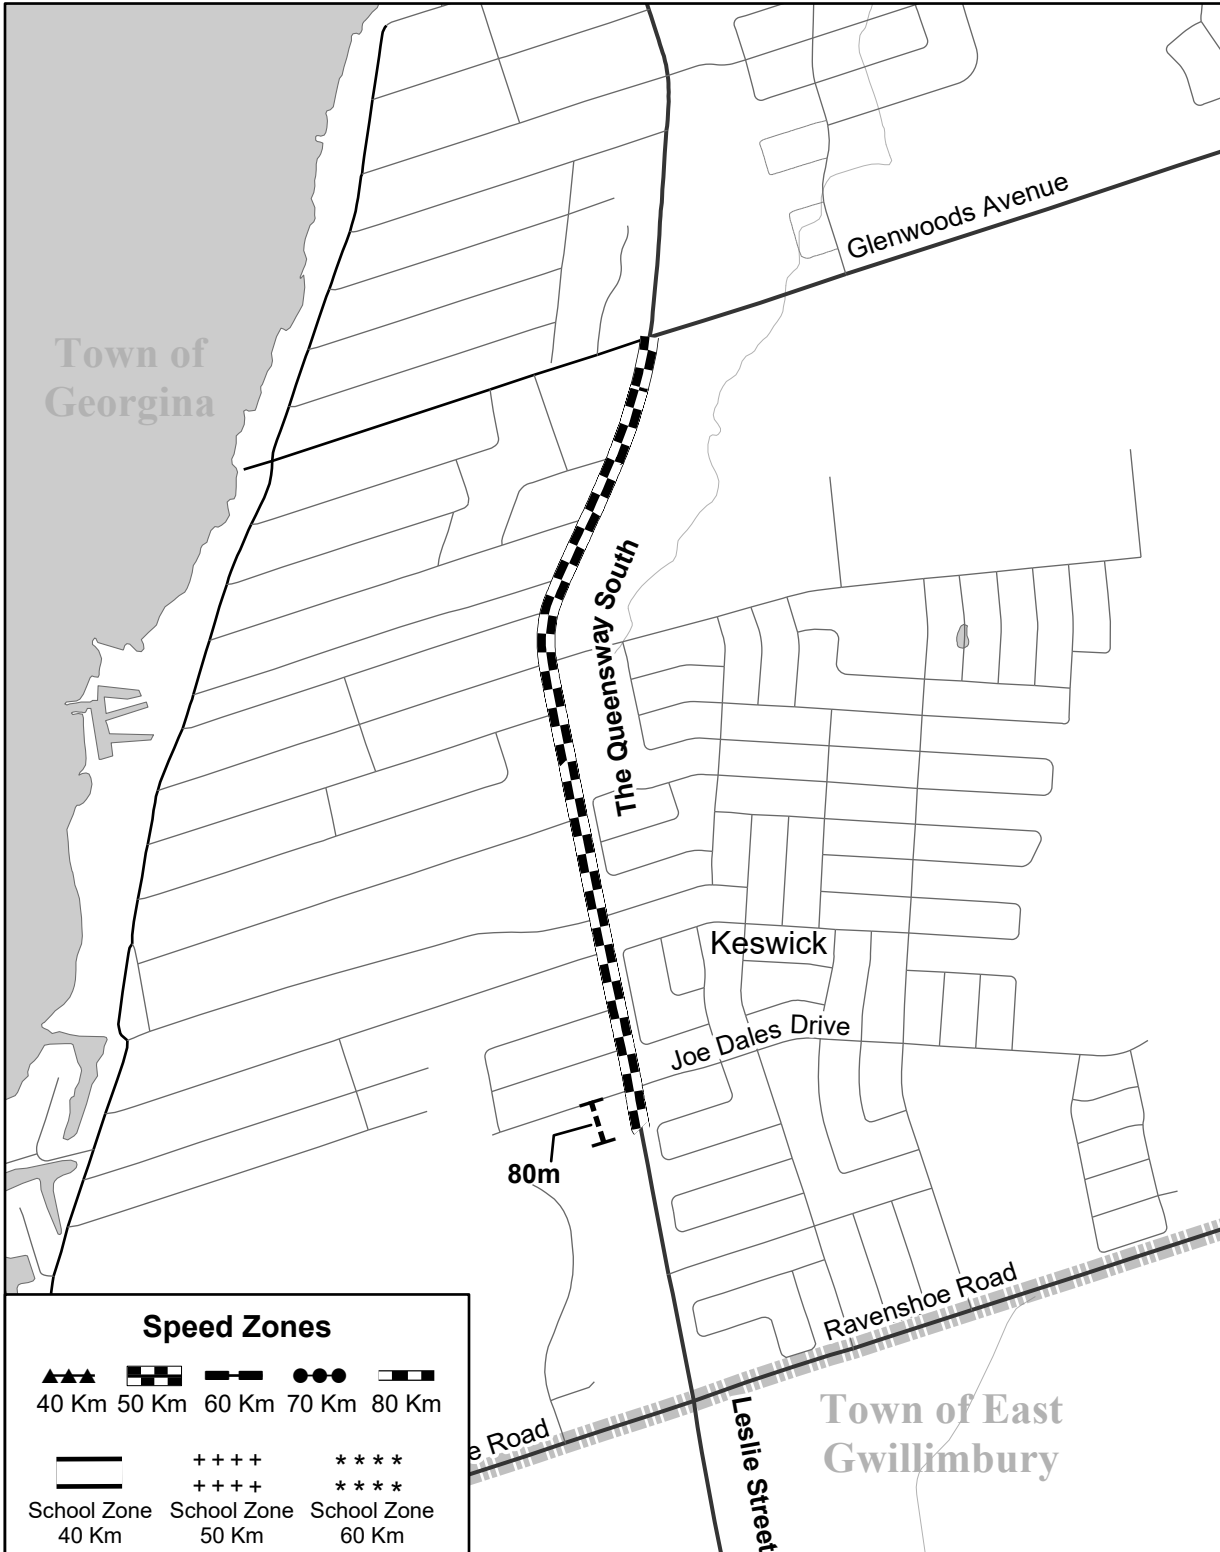 Glenwoods Avenue
Town of
Georgina
The Queensway South
Keswick
Joe Dales Drive
80m
Ravenshoe Road
Speed Zones
40 Km 50 Km 60 Km 70 Km 80 Km
Town of East
Gwillimbury
Leslie Street
e Road
++++ ****
++++ ****
School Zone School Zone School Zone
40 Km 50 Km 60 Km